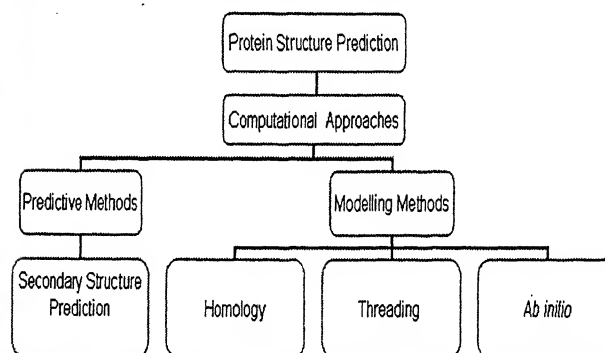 Protein Structure Prediction
Computational Approaches
Predictive Methods
Modelling Methods
Secondary Structure
Prediction
Homology
Threading
Ab initio